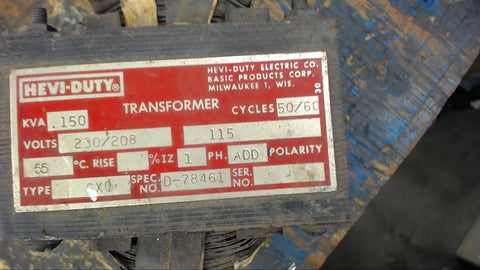 HEVI-DUTY®
HEVI-DUTY ELECTRIC CO.
BASIC PRODUCTS CORP.
MILWAUKEE 1, WIS.
30
TRANSFORMER
KVA .150 CYCLES 50/60
VOLTS 230/208 115
55 °C. RISE %IZ 1 PH. ADD POLARITY
TYPE SPEC. NO. D-78461 SER. NO.